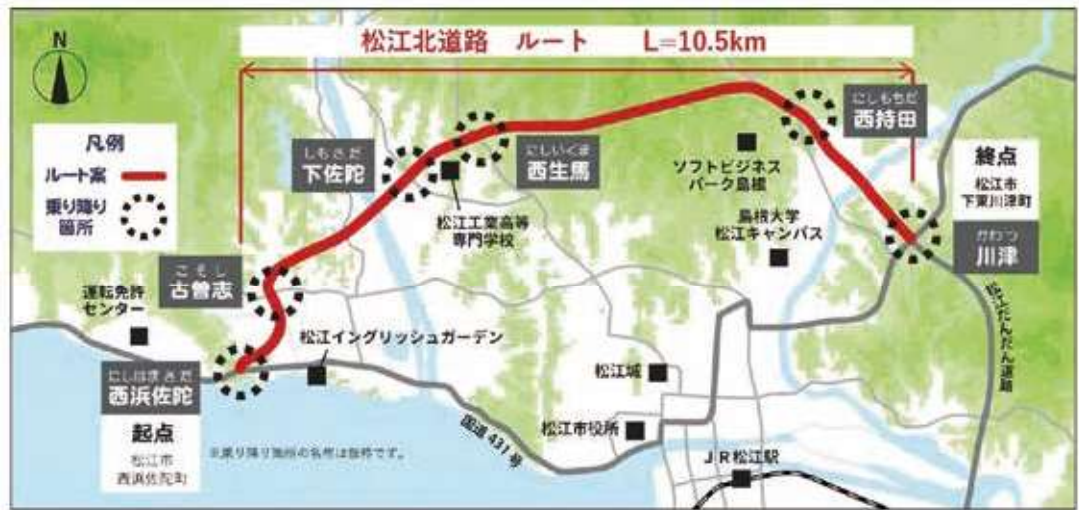 松江北道路 ルート L=10.5km
N
凡例
ルート案
乗り降り
箇所
しもさだ
下佐陀
にしいくま
西生馬
にしもちだ
西持田
ソフトビジネス
パーク島根
終点
松江市
下東川津町
かわつ
川津
松江工業高等
専門学校
島根大学
松江キャンパス
こそし
古曽志
運転免許
センター
松江イングリッシュガーデン
松江だんだん道路
にしはまさだ
西浜佐陀
起点
松江市
西浜佐陀町
※乗り降り箇所の名称は仮称です。
国道431号
松江城
松江市役所
JR松江駅